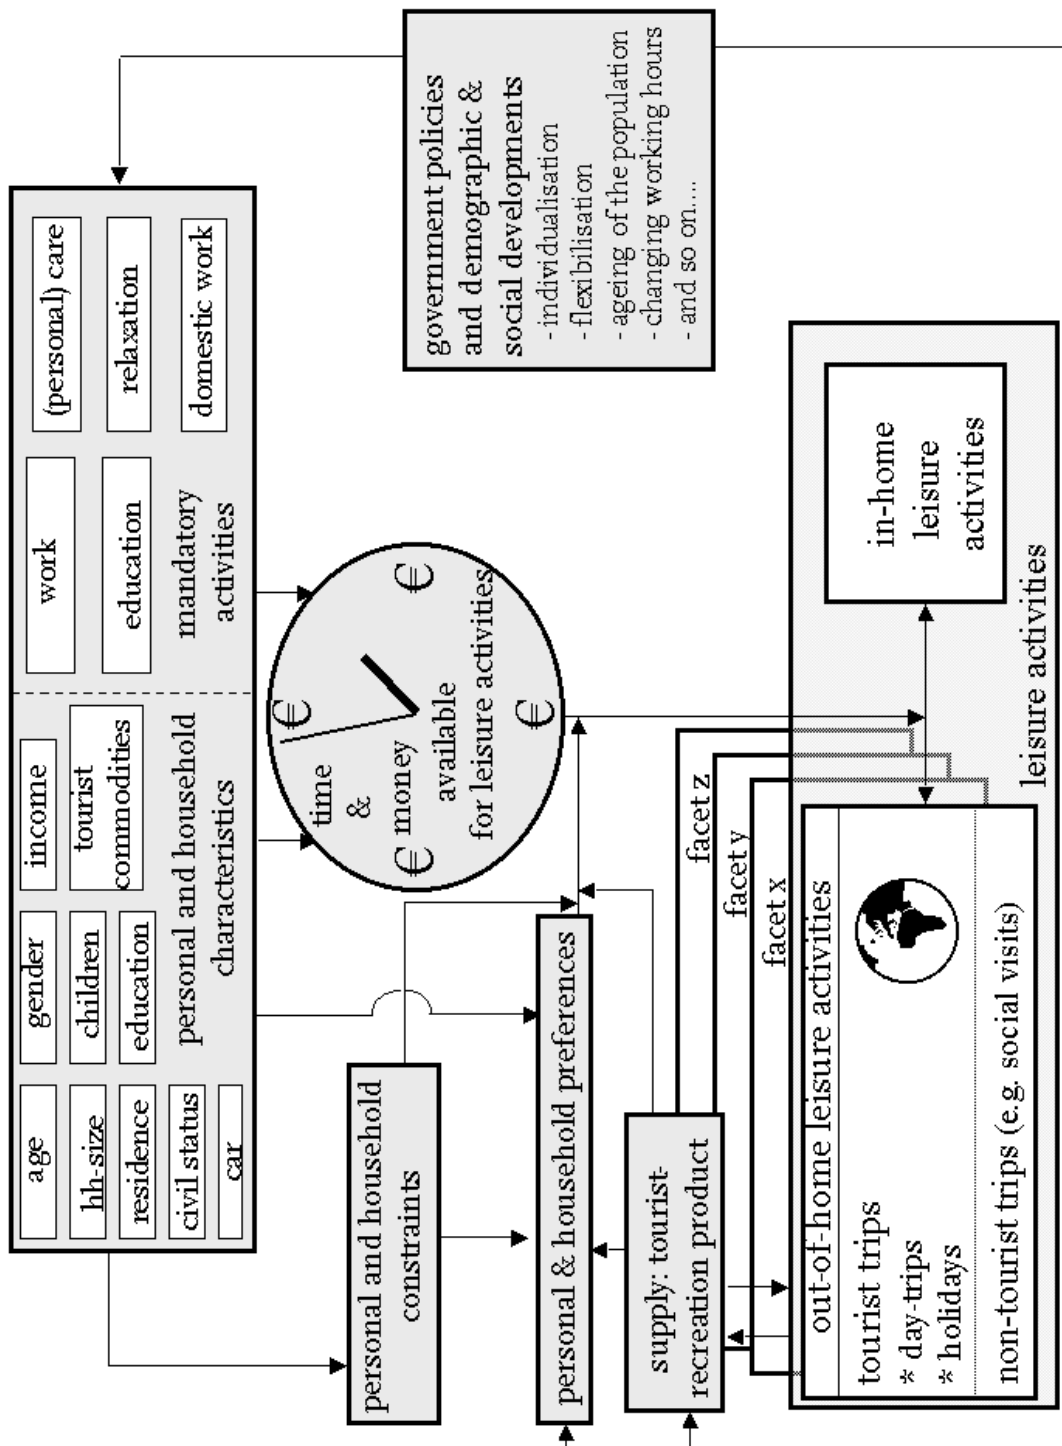 age
hh-size
residence
civil status
car
gender
children
education
income
tourist
commodities
personal and household
characteristics
work
education
mandatory
activities
(personal) care
relaxation
domestic work
personal and household
constraints
time
&
money
available
for leisure activities
€
€
€
€
government policies
and demographic &
social developments
- individualisation
- flexibilisation
- ageing of the population
- changing working hours
- and so on....
personal & household preferences
supply: tourist-
recreation product
facet z
facet y
facet x
out-of-home leisure activities
tourist trips
* day-trips
* holidays
non-tourist trips (e.g. social visits)
in-home
leisure
activities
leisure activities